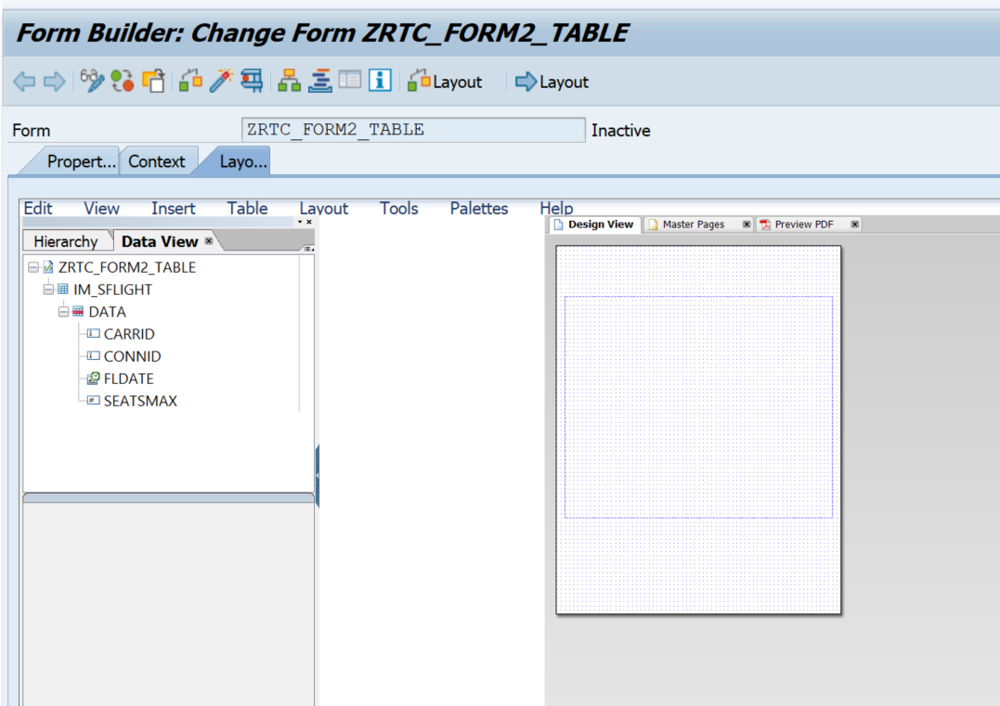 Form Builder: Change Form ZRTC_FORM2_TABLE
Layout Layout
Form ZRTC_FORM2_TABLE Inactive
Propert... Context Layo...
Edit View Insert Table Layout Tools Palettes Help
Design View Master Pages Preview PDF
Hierarchy Data View
ZRTC_FORM2_TABLE
IM_SFLIGHT
DATA
CARRID
CONNID
FLDATE
SEATSMAX